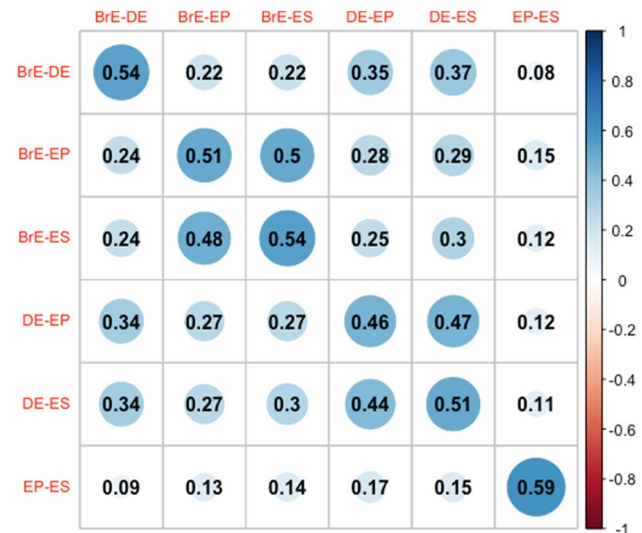 BrE-DE BrE-EP BrE-ES DE-EP DE-ES EP-ES
BrE-DE 0.54 0.22 0.22 0.35 0.37 0.08
BrE-EP 0.24 0.51 0.5 0.28 0.29 0.15
BrE-ES 0.24 0.48 0.54 0.25 0.3 0.12
DE-EP 0.34 0.27 0.27 0.46 0.47 0.12
DE-ES 0.34 0.27 0.3 0.44 0.51 0.11
EP-ES 0.09 0.13 0.14 0.17 0.15 0.59
1
0.8
0.6
0.4
0.2
0
-0.2
-0.4
-0.6
-0.8
-1